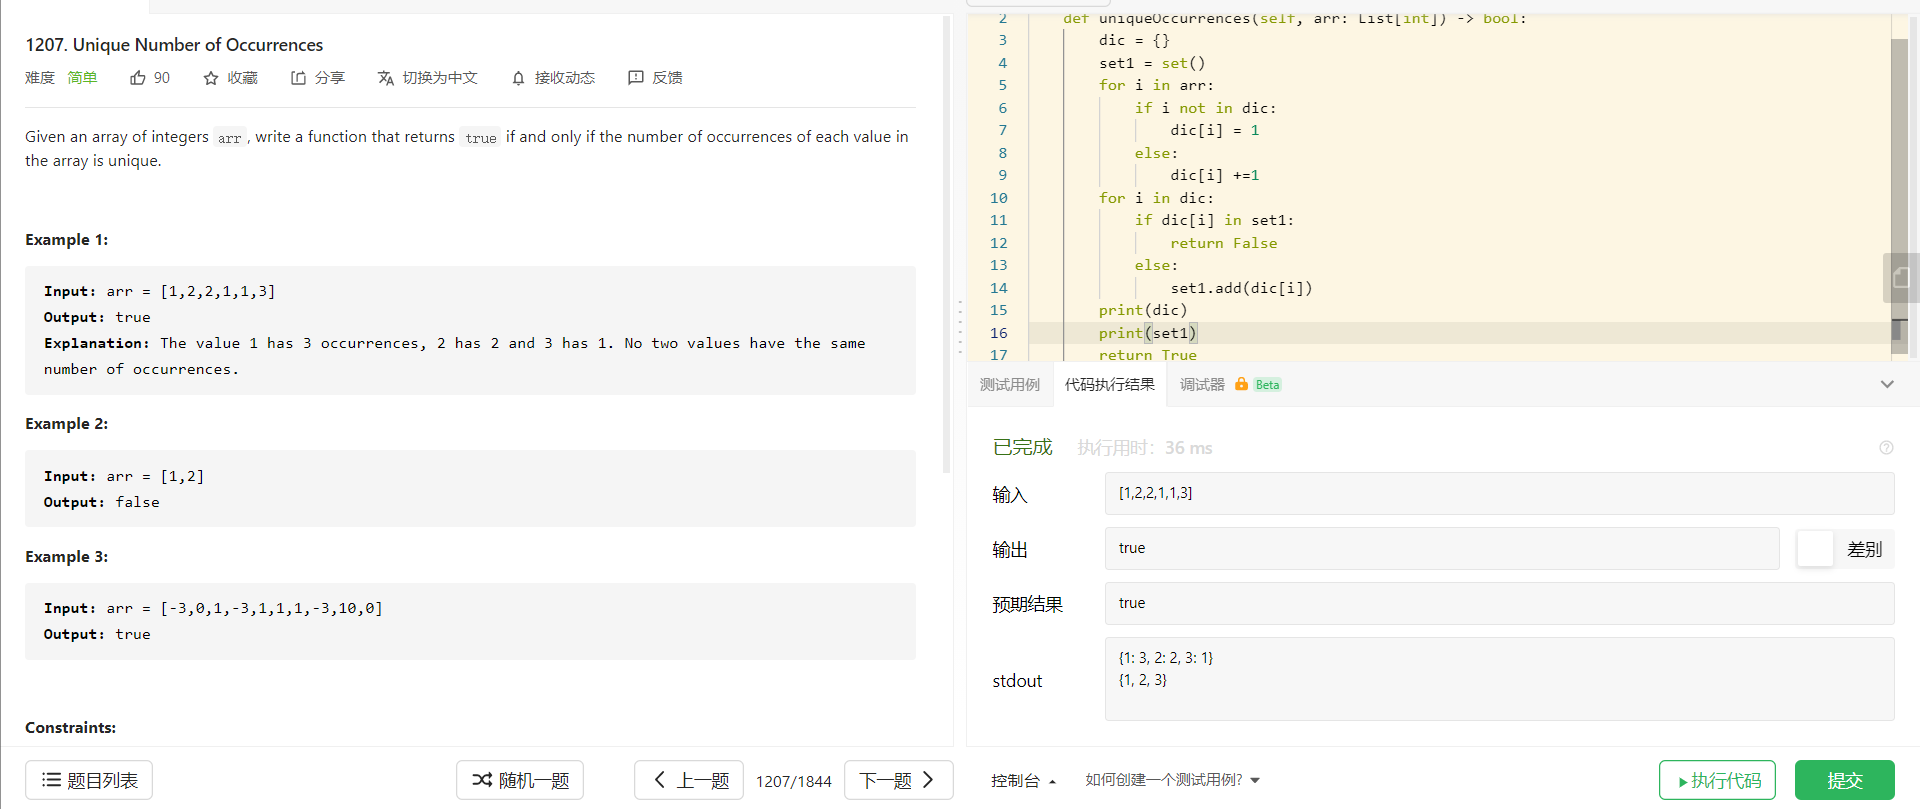 1207. Unique Number of Occurrences
难度 简单 90 收藏 分享 切换为中文 接收动态 反馈
Given an array of integers arr, write a function that returns true if and only if the number of occurrences of each value in
the array is unique.
Example 1:
Input: arr = [1,2,2,1,1,3]
Output: true
Explanation: The value 1 has 3 occurrences, 2 has 2 and 3 has 1. No two values have the same
number of occurrences.
Example 2:
Input: arr = [1,2]
Output: false
Example 3:
Input: arr = [-3,0,1,-3,1,1,1,-3,10,0]
Output: true
Constraints:
题目列表 随机一题 上一题 1207/1844 下一题
2 def uniqueOccurrences(self, arr: List[int]) -> bool:
3 dic = {}
4 set1 = set()
5 for i in arr:
6 if i not in dic:
7 dic[i] = 1
8 else:
9 dic[i] +=1
10 for i in dic:
11 if dic[i] in set1:
12 return False
13 else:
14 set1.add(dic[i])
15 print(dic)
16 print(set1)
17 return True
测试用例 代码执行结果 调试器 Beta
已完成 执行用时: 36 ms
输入 [1,2,2,1,1,3]
输出 true 差别
预期结果 true
stdout
{1: 3, 2: 2, 3: 1}
{1, 2, 3}
控制台 如何创建一个测试用例? 执行代码 提交